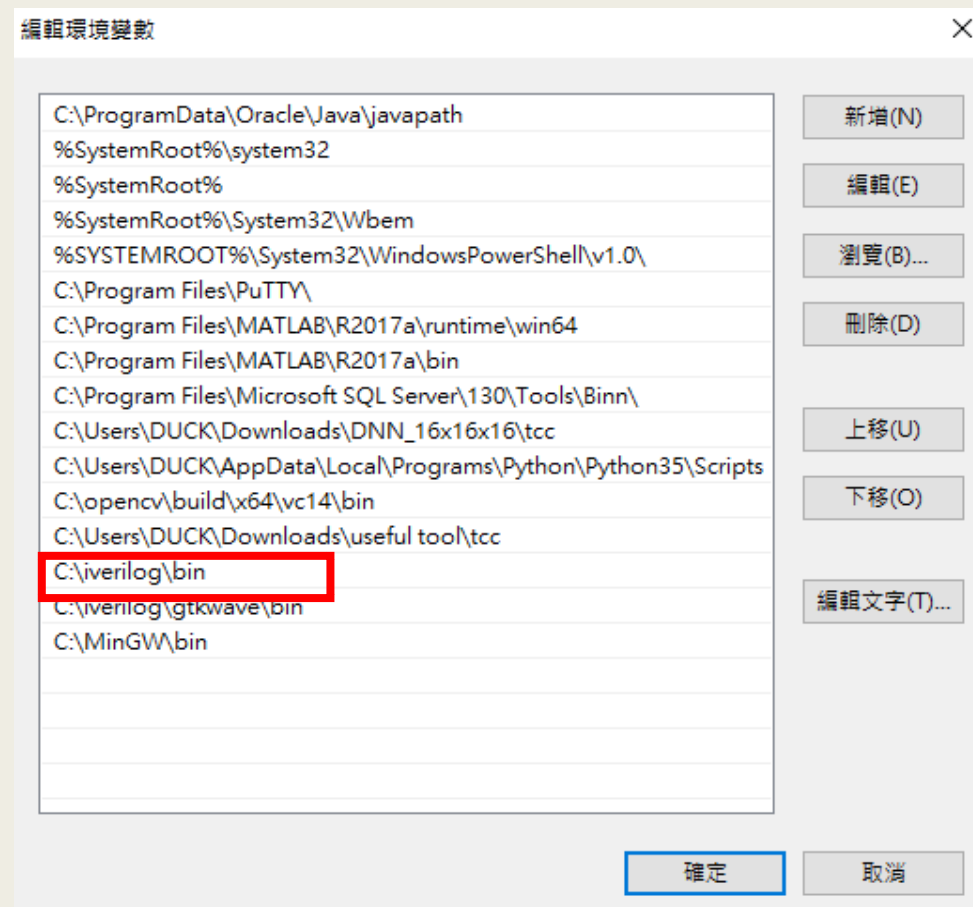 編輯環境變數
C:\ProgramData\Oracle\Java\javapath
%SystemRoot%\system32
%SystemRoot%
%SystemRoot%\System32\Wbem
%SYSTEMROOT%\System32\WindowsPowerShell\v1.0\
C:\Program Files\PuTTY\
C:\Program Files\MATLAB\R2017a\runtime\win64
C:\Program Files\MATLAB\R2017a\bin
C:\Program Files\Microsoft SQL Server\130\Tools\Binn\
C:\Users\DUCK\Downloads\DNN_16x16x16\tcc
C:\Users\DUCK\AppData\Local\Programs\Python\Python35\Scripts
C:\opencv\build\x64\vc14\bin
C:\Users\DUCK\Downloads\useful tool\tcc
C:\iverilog\bin
C:\iverilog\gtkwave\bin
C:\MinGW\bin
新增(N)
編輯(E)
瀏覽(B)...
刪除(D)
上移(U)
下移(O)
編輯文字(T)...
確定
取消